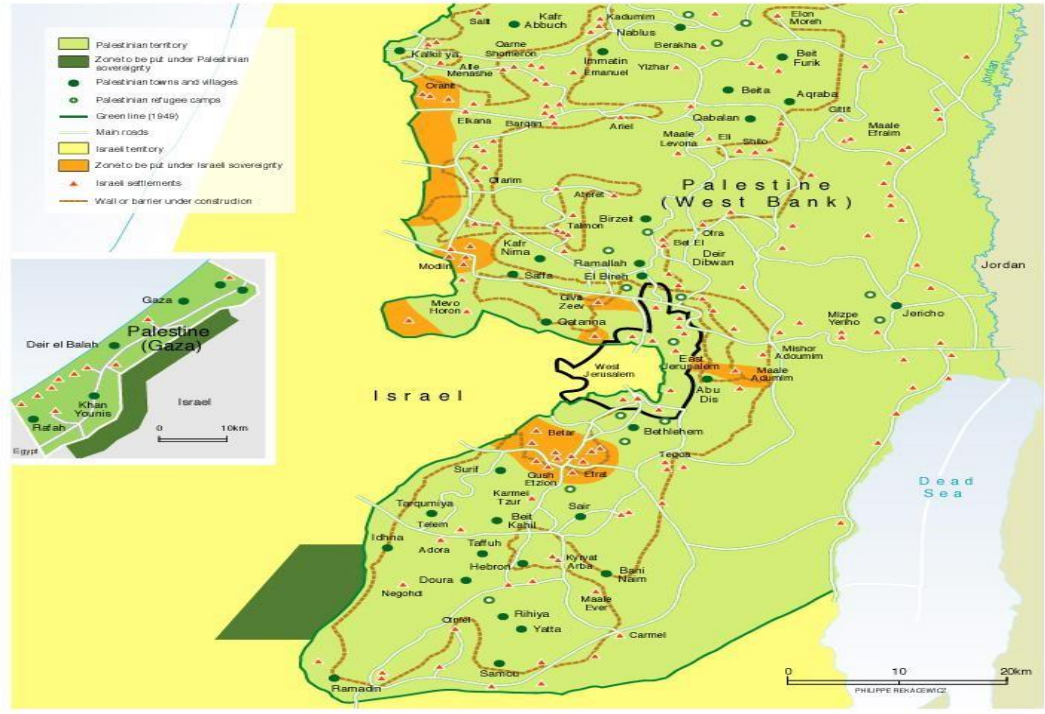 Palestinian territory
Zone to be put under Palestinian
sovereignty
Palestinian towns and villages
Palestinian refugee camps
Green line (1949)
Main roads
Israeli territory
Zone to be put under Israeli sovereignty
Israeli settlements
Wall or barrier under construction
Salit
Kafr
Abbuch
Kadumim
Nablus
Elon
Moreh
Kalkilya
Qarne
Shomeron
Alfe
Menashe
Immatin
Emanuel
Berakha
Yizhar
Beit
Furik
Oranit
Beita
Aqraba
Elkana
Barqan
Ariel
Qabalan
Gittit
Maale
Levona
Eli
Shilo
Maale
Efraim
Jordan
Ofarim
Ateret
Talmon
Birzeit
Palestine
(West Bank)
Modiin
Kafr
Nima
Saffa
Ramallah
El Bireh
Bet El
Ofra
Deir
Dibwan
Jordan
Mevo
Horon
Giva
Zeev
Qatanna
Mizpe
Yeriho
Jericho
West
Jerusalem
East
Jerusalem
Mishor
Adoumim
Maale
Adumim
Abu
Dis
Israel
Gaza
Palestine
(Gaza)
Deir el Balah
Khan
Younis
Rafah
Israel
Egypt
0 10km
Betar
Bethlehem
Surif
Gush
Etzion
Efrat
Tegoa
Dead
Sea
Karmei
Tzur
Tarqumiya
Telem
Beit
Kahil
Sair
Idhna
Adora
Taffuh
Hebron
Kyryat
Arba
Bani
Naim
Negohot
Doura
Maale
Ever
Rihiya
Yatta
Otniel
Carmel
Samou
Ramadin
0 10 20km
PHILIPPE REKACEWICZ